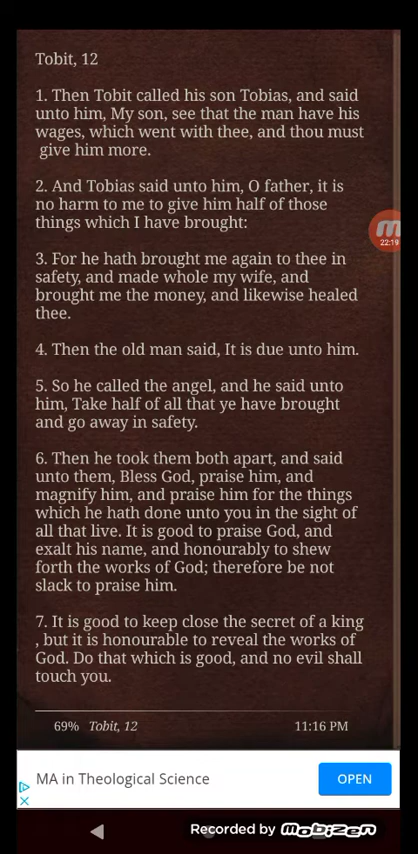 Tobit, 12
1. Then Tobit called his son Tobias, and said
unto him, My son, see that the man have his
wages, which went with thee, and thou must
give him more.
2. And Tobias said unto him, O father, it is
no harm to me to give him half of those
things which I have brought:
3. For he hath brought me again to thee in
safety, and made whole my wife, and
brought me the money, and likewise healed
thee.
4. Then the old man said, It is due unto him.
5. So he called the angel, and he said unto
him, Take half of all that ye have brought
and go away in safety.
6. Then he took them both apart, and said
unto them, Bless God, praise him, and
magnify him, and praise him for the things
which he hath done unto you in the sight of
all that live. It is good to praise God, and
exalt his name, and honourably to shew
forth the works of God; therefore be not
slack to praise him.
7. It is good to keep close the secret of a king
, but it is honourable to reveal the works of
God. Do that which is good, and no evil shall
touch you.
69% Tobit, 12 11:16 PM
m
22:19
MA in Theological Science OPEN
Recorded by mobizen